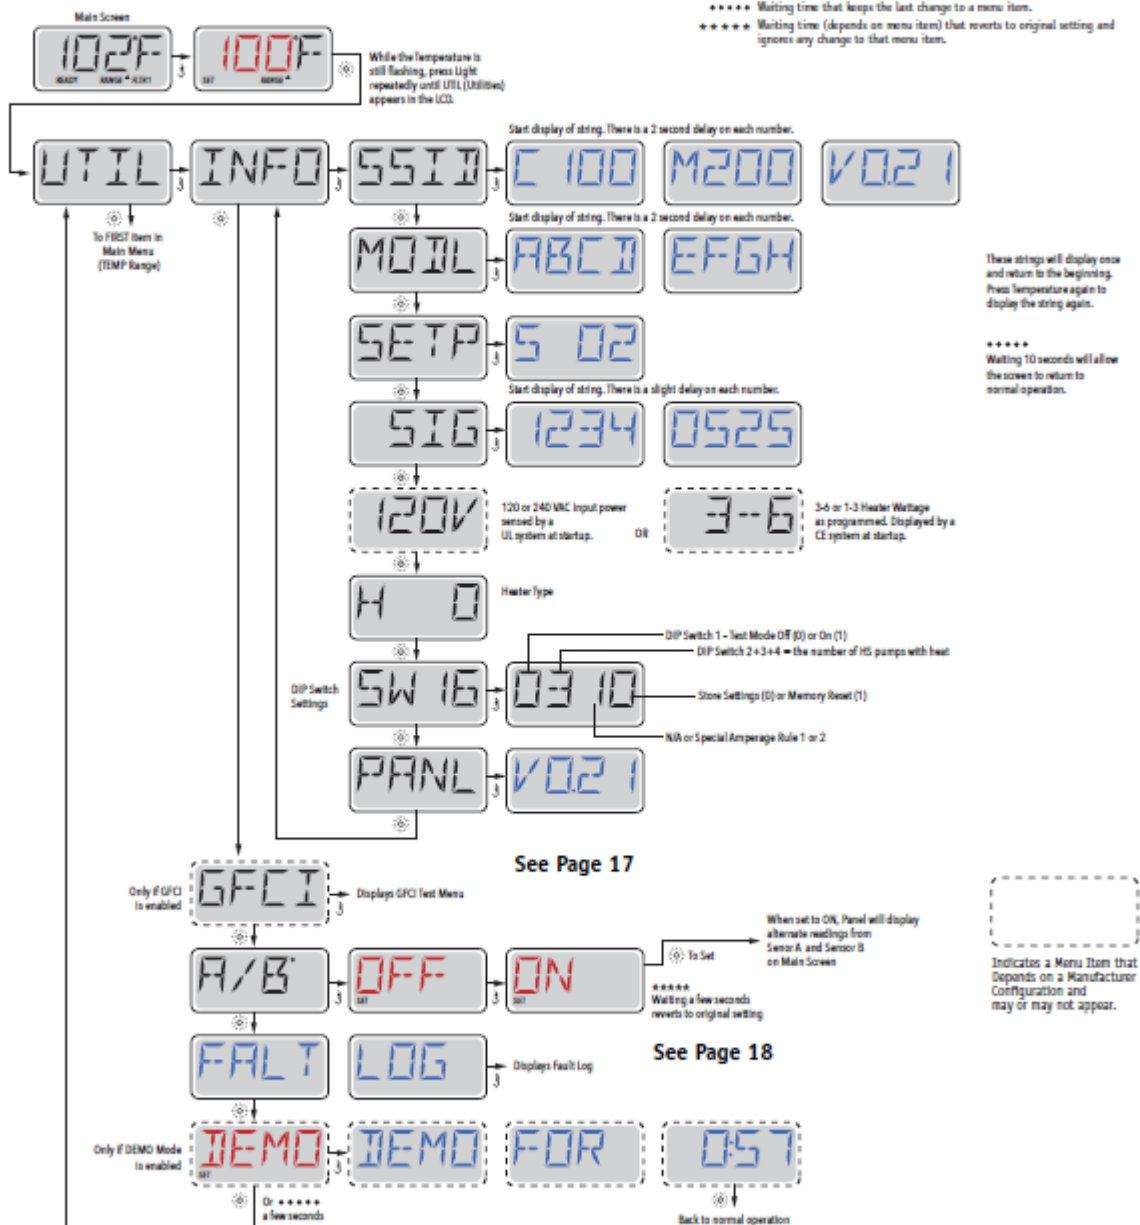 ***** Waiting time that keeps the last change to a menu item.
***** Waiting time (depends on menu item) that reverts to original setting and
ignores any change to that menu item.
Main Screen
102°F
READY RANGE FLTR1
100°F
SET RANGE
While the Temperature is
still flashing, press Light
repeatedly until UTIL (Utilities)
appears in the LCD.
Start display of string. There is a 2 second delay on each number.
UTIL
INFO
SSID
C 100
M200
V0.21
To FIRST Item in
Main Menu
(TEMP Range)
Start display of string. There is a 2 second delay on each number.
MODL
ABCD
EFGH
These strings will display once
and return to the beginning.
Press Temperature again to
display the string again.
SETP
S 02
*****
Waiting 10 seconds will allow
the screen to return to
normal operation.
Start display of string. There is a slight delay on each number.
SIG
1234
0525
120V
120 or 240 VAC Input power
sensed by a
UL system at startup.
OR
3--6
3-6 or 1-3 Heater Wattage
as programmed. Displayed by a
CE system at startup.
H 0
Heater Type
DIP Switch 1 - Test Mode Off (0) or On (1)
DIP Switch 2+3+4 = the number of HS pumps with heat
DIP Switch
Settings
SW 16
0310
Store Settings (0) or Memory Reset (1)
N/A or Special Amperage Rule 1 or 2
PANL
V0.21
See Page 17
Only if GFCI
is enabled
GFCI
Displays GFCI Test Menu
A/B°
OFF
SET
ON
SET
To Set
When set to ON, Panel will display
alternate readings from
Senor A and Sensor B
on Main Screen
*****
Waiting a few seconds
reverts to original setting
Indicates a Menu Item that
Depends on a Manufacturer
Configuration and
may or may not appear.
See Page 18
FALT
LOG
Displays Fault Log
Only if DEMO Mode
is enabled
DEMO
SET
DEMO
FOR
0:57
Or *****
a few seconds
Back to normal operation